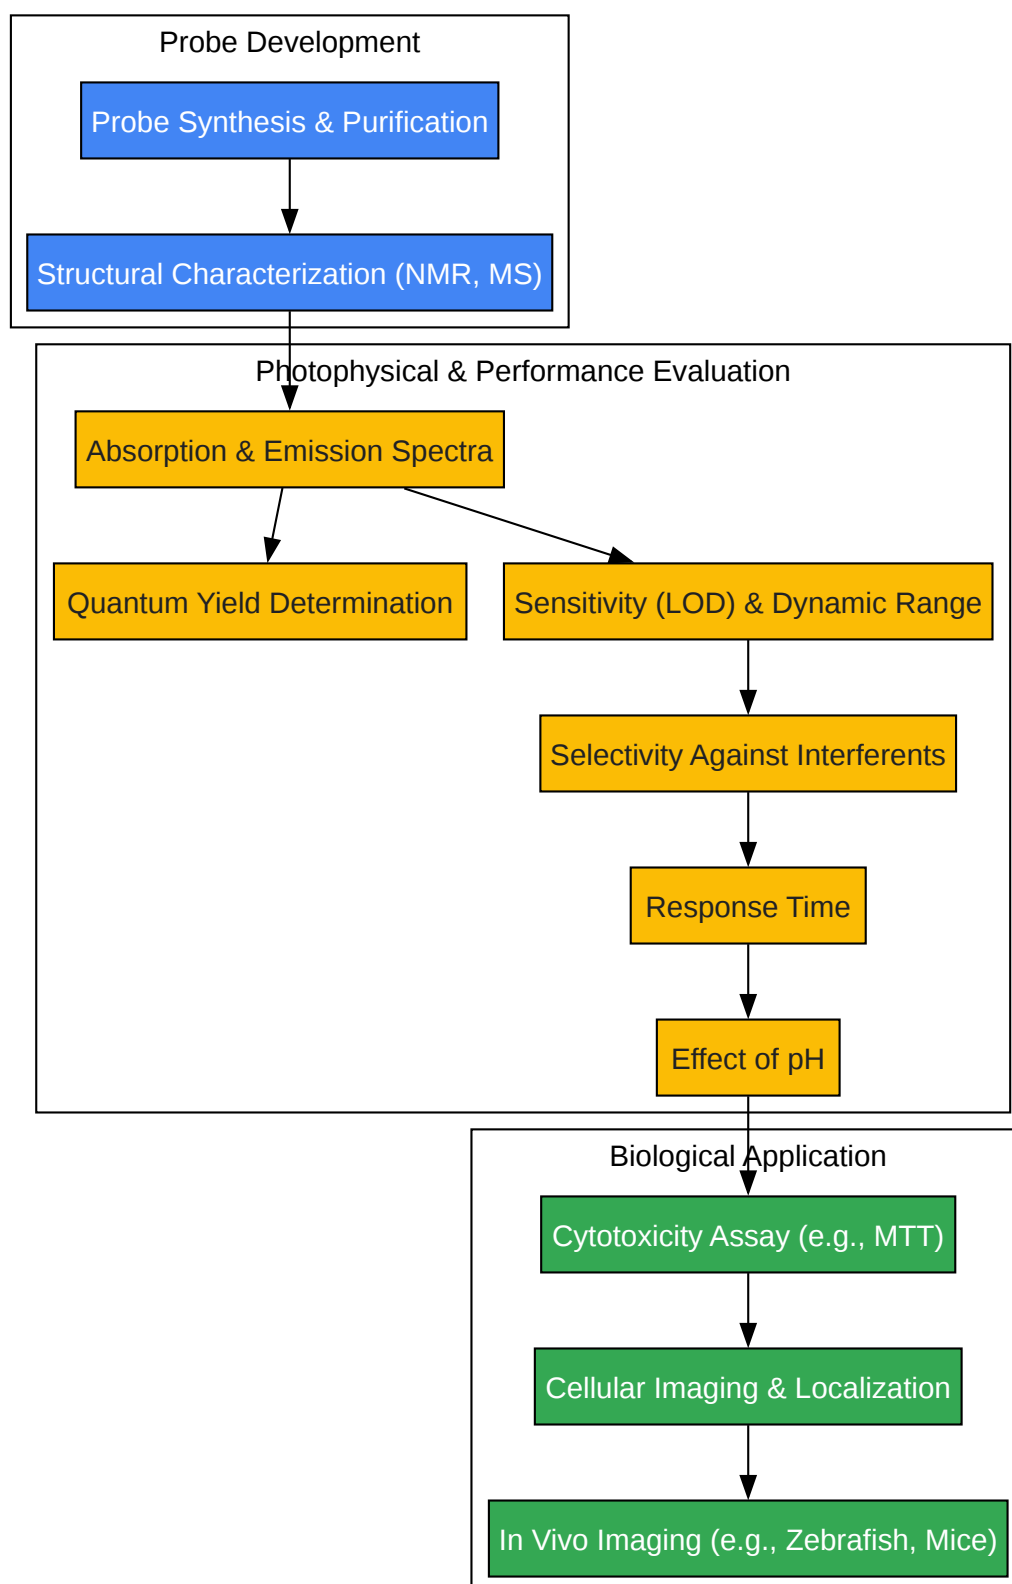 Probe Development
Probe Synthesis & Purification
Structural Characterization (NMR, MS)
Photophysical & Performance Evaluation
Absorption & Emission Spectra
Quantum Yield Determination
Sensitivity (LOD) & Dynamic Range
Selectivity Against Interferents
Response Time
Effect of pH
Biological Application
Cytotoxicity Assay (e.g., MTT)
Cellular Imaging & Localization
In Vivo Imaging (e.g., Zebrafish, Mice)